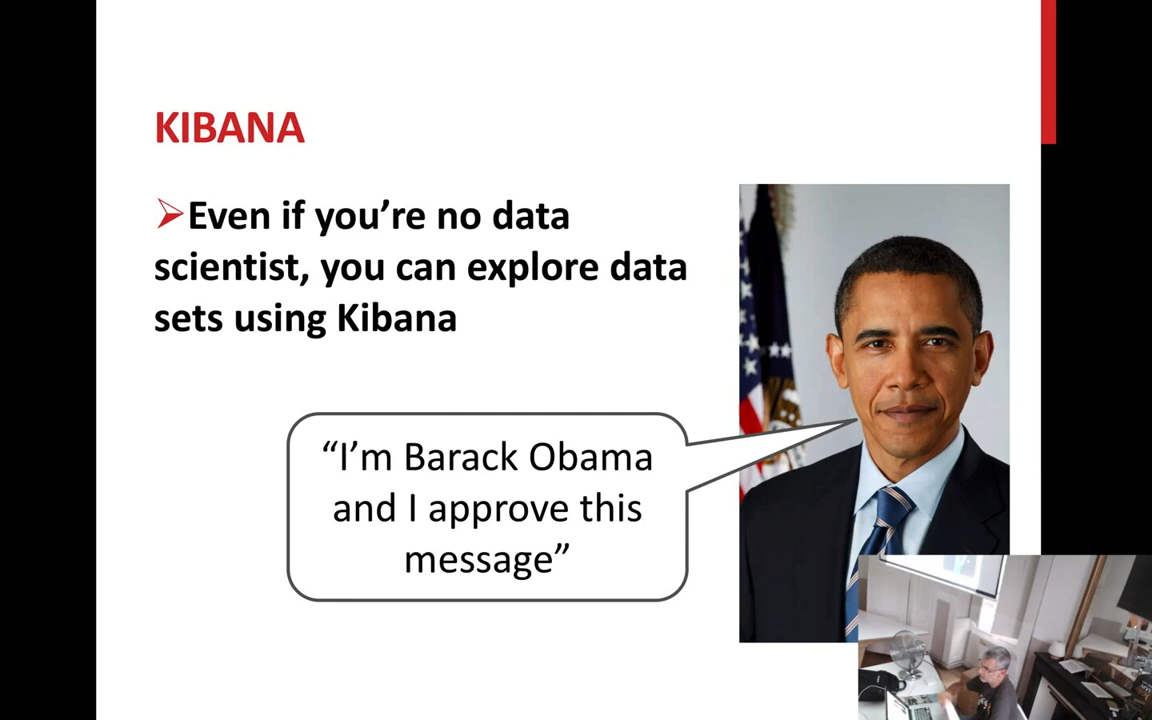 KIBANA
➢Even if you’re no data
scientist, you can explore data
sets using Kibana
“I’m Barack Obama
and I approve this
message”